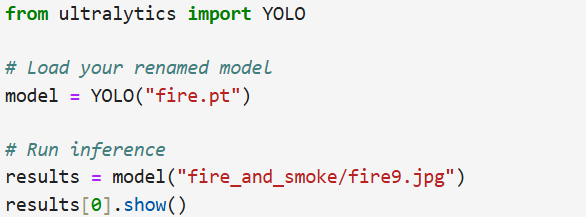 from ultralytics import YOLO
# Load your renamed model
model = YOLO("fire.pt")
# Run inference
results = model("fire_and_smoke/fire9.jpg")
results[0].show()